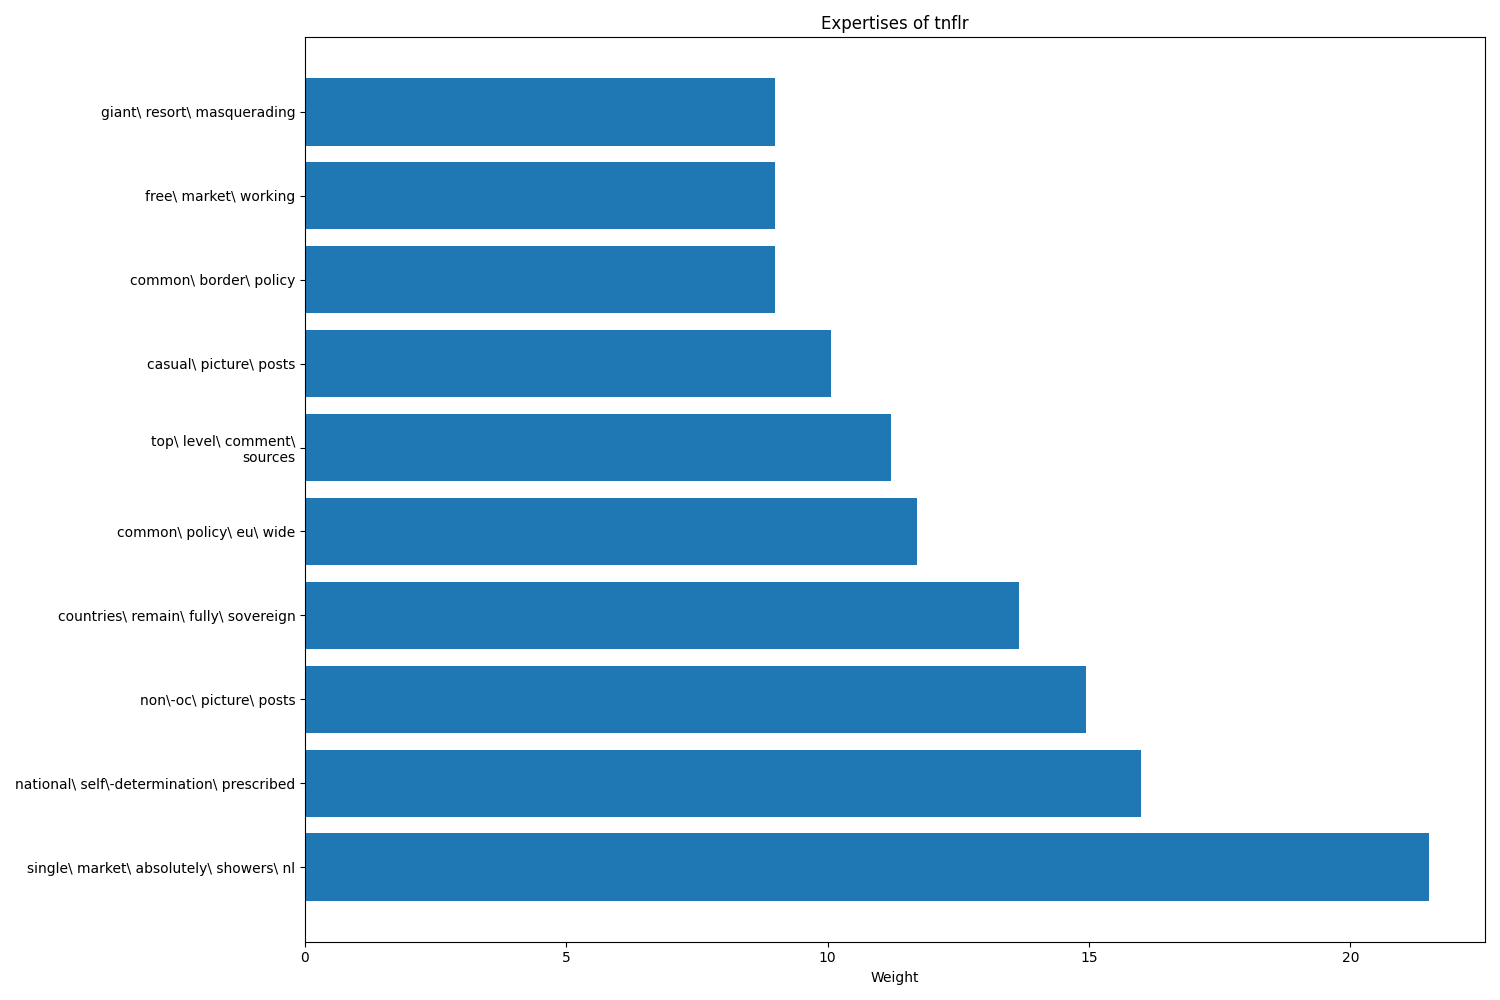 Expertises of tnflr
giant\ resort\ masquerading
free\ market\ working
common\ border\ policy
casual\ picture\ posts
top\ level\ comment\
sources
common\ policy\ eu\ wide
countries\ remain\ fully\ sovereign
non\-oc\ picture\ posts
national\ self\-determination\ prescribed
single\ market\ absolutely\ showers\ nl
0 5 10 15 20
Weight